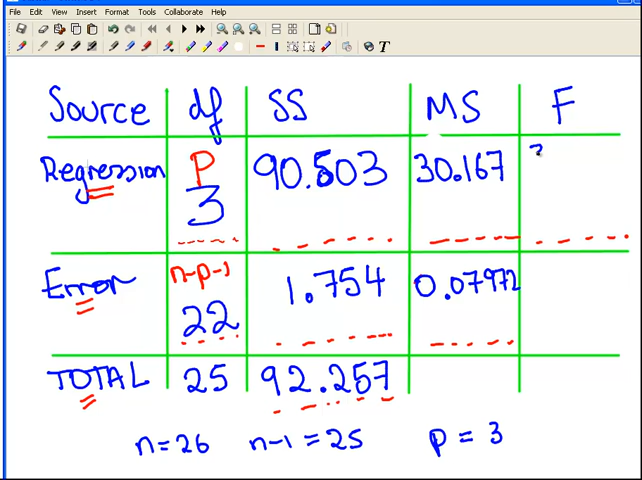 File Edit View Insert Format Tools Collaborate Help
Source df SS MS F
Regression P 90.503 30.167
3
Error n-p-1 1.754 0.07972
22
TOTAL 25 92.257
n=26 n-1=25 p=3